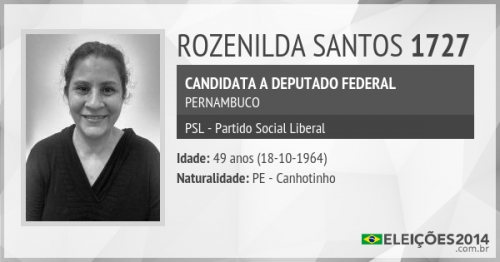 ROZENILDA SANTOS 1727
CANDIDATA A DEPUTADO FEDERAL
PERNAMBUCO
PSL - Partido Social Liberal
Idade: 49 anos (18-10-1964)
Naturalidade: PE - Canhotinho
ELEIÇÕES2014
.com.br